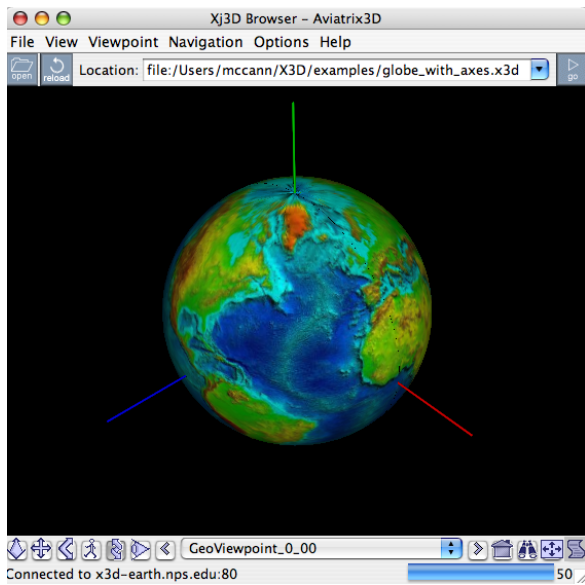 Xj3D Browser - Aviatrix3D
File View Viewpoint Navigation Options Help
open reload Location: file:/Users/mccann/X3D/examples/globe_with_axes.x3d go
GeoViewpoint_0_00
Connected to x3d-earth.nps.edu:80 50